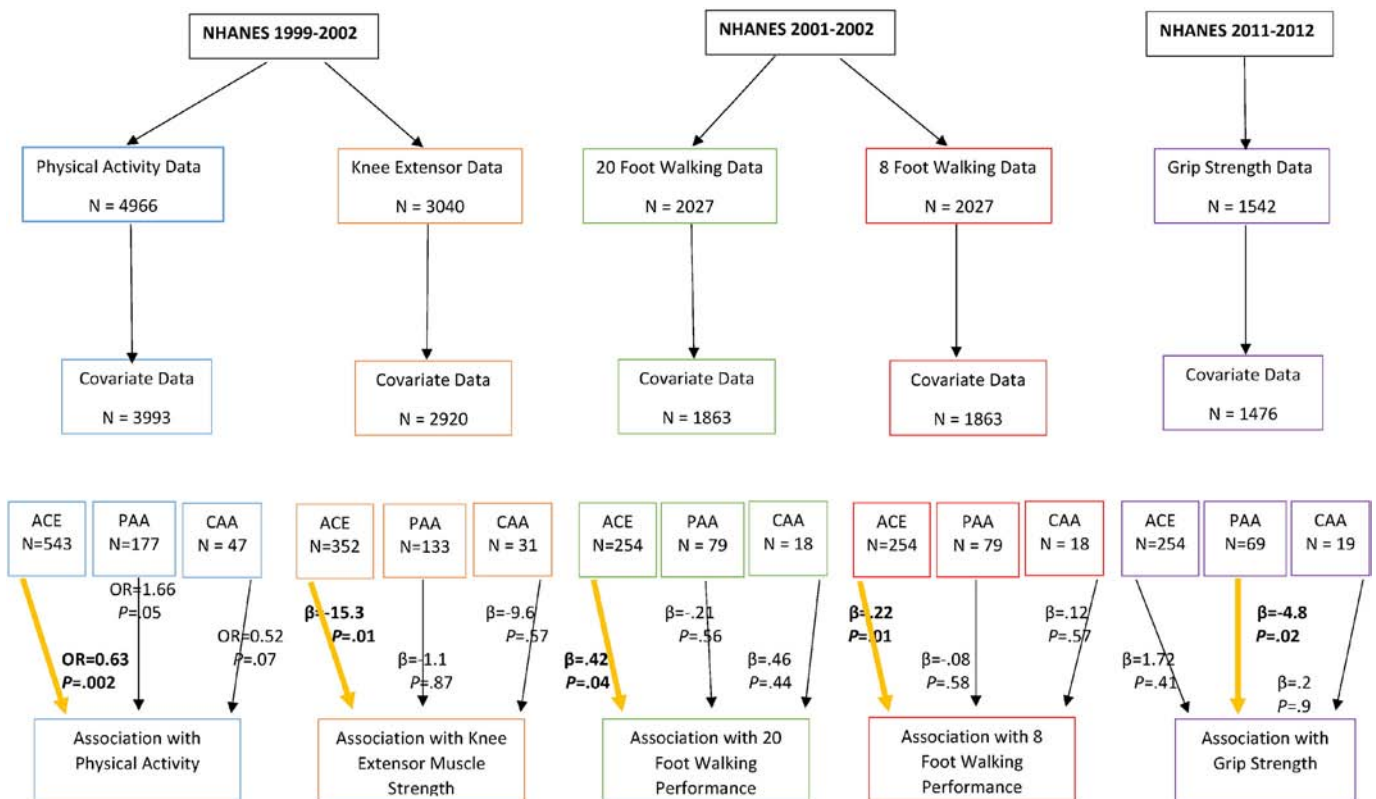 NHANES 1999-2002
NHANES 2001-2002
NHANES 2011-2012
Physical Activity Data
N = 4966
Knee Extensor Data
N = 3040
20 Foot Walking Data
N = 2027
8 Foot Walking Data
N = 2027
Grip Strength Data
N = 1542
Covariate Data
N = 3993
Covariate Data
N = 2920
Covariate Data
N = 1863
Covariate Data
N = 1863
Covariate Data
N = 1476
ACE
N=543
PAA
N=177
CAA
N = 47
ACE
N=352
PAA
N=133
CAA
N = 31
ACE
N=254
PAA
N = 79
CAA
N = 18
ACE
N=254
PAA
N = 79
CAA
N = 18
ACE
N=254
PAA
N=69
CAA
N = 19
OR=0.63
P=.002
OR=1.66
P=.05
OR=0.52
P=.07
β=-15.3
P=.01
β=-1.1
P=.87
β=-9.6
P=.57
β=.42
P=.04
β=-.21
P=.56
β=.46
P=.44
β=.22
P=.01
β=-.08
P=.58
β=.12
P=.57
β=1.72
P=.41
β=-4.8
P=.02
β=.2
P=.9
Association with
Physical Activity
Association with Knee
Extensor Muscle
Strength
Association with 20
Foot Walking
Performance
Association with 8
Foot Walking
Performance
Association with
Grip Strength